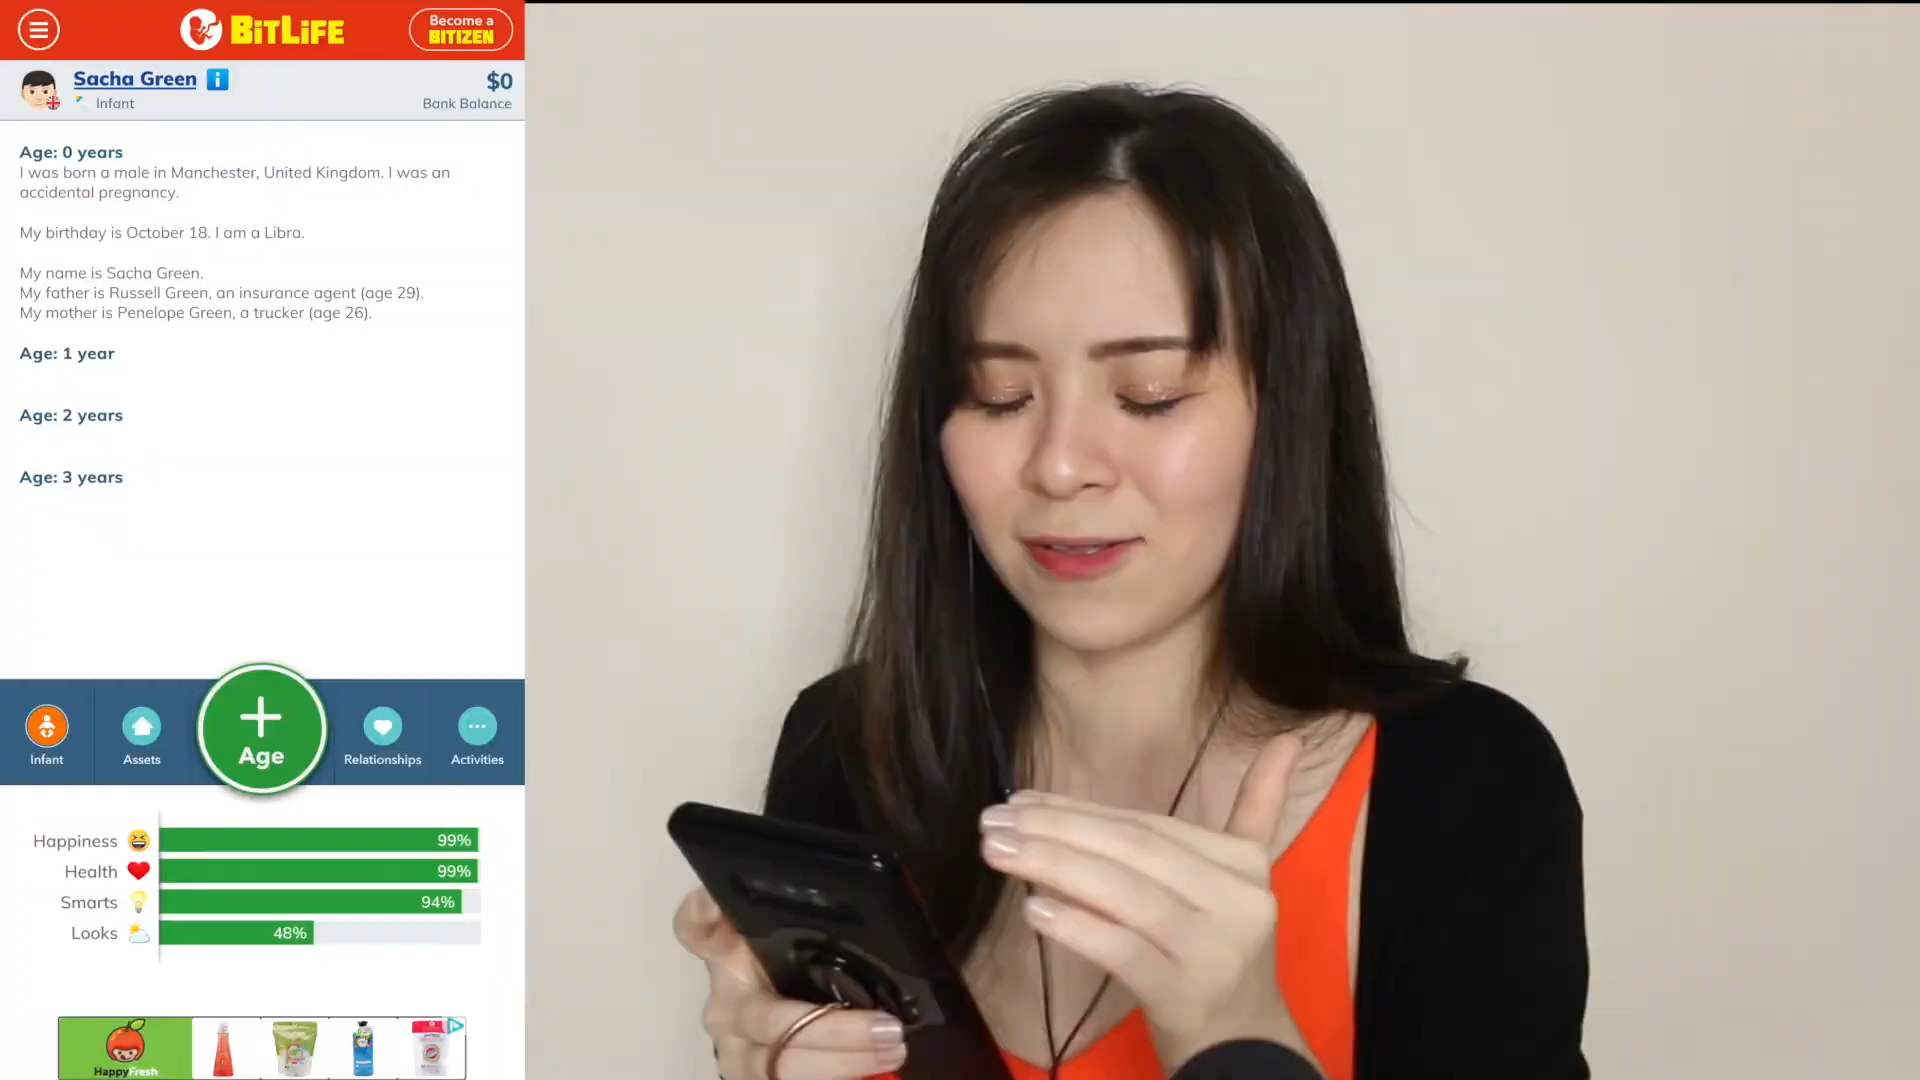 BITLIFE
Become a
BITIZEN
Sacha Green
$0
Infant
Bank Balance
Age: 0 years
I was born a male in Manchester, United Kingdom. I was an
accidental pregnancy.
My birthday is October 18. I am a Libra.
My name is Sacha Green.
My father is Russell Green, an insurance agent (age 29).
My mother is Penelope Green, a trucker (age 26).
Age: 1 year
Age: 2 years
Age: 3 years
Infant
Assets
+
Age
Relationships
Activities
Happiness 99%
Health 99%
Smarts 94%
Looks 48%
HappyFresh